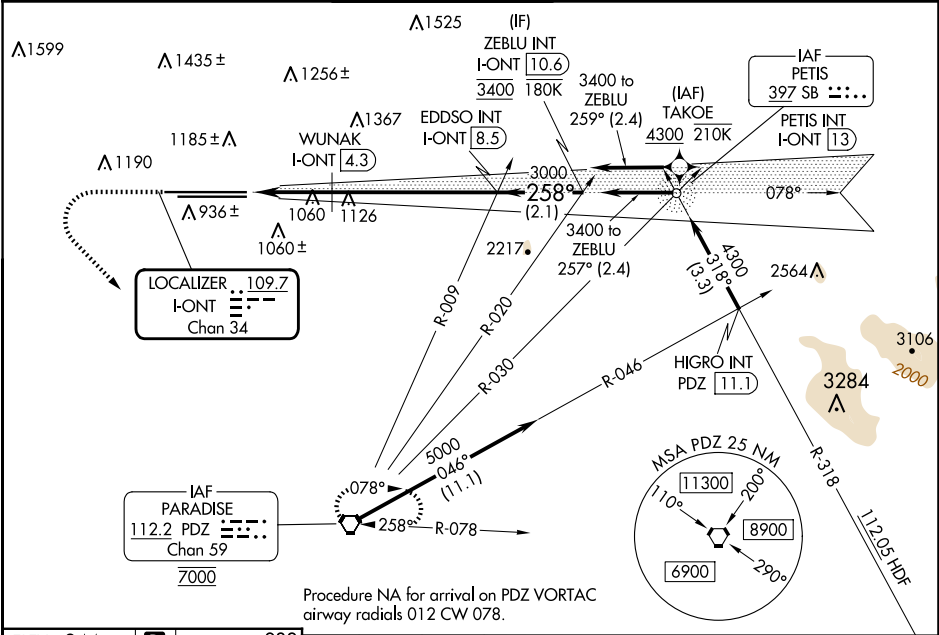 1525
1599
1435 ±
1256 ±
1367
1185 ±
1190
936 ±
1060
1126
1060 ±
(IF)
ZEBLU INT
I-ONT 10.6
3400 180K
EDDSO INT
I-ONT 8.5
WUNAK
I-ONT 4.3
3400 to
ZEBLU
259° (2.4)
(IAF)
TAKOE
4300 210K
IAF
PETIS
397 SB
PETIS INT
I-ONT 13
3000
258°
(2.1)
078°
3400 to
ZEBLU
257° (2.4)
2217
4300
318°
(3.3)
2564
LOCALIZER 109.7
I-ONT
Chan 34
R-009
R-020
R-030
R-046
HIGRO INT
PDZ 11.1
3106
2000
3284
R-318
112.05 HDF
5000
046°
(11.1)
078°
258°
R-078
IAF
PARADISE
112.2 PDZ
Chan 59
7000
MSA PDZ 25 NM
11300
110°
200°
8900
6900
290°
Procedure NA for arrival on PDZ VORTAC
airway radials 012 CW 078.